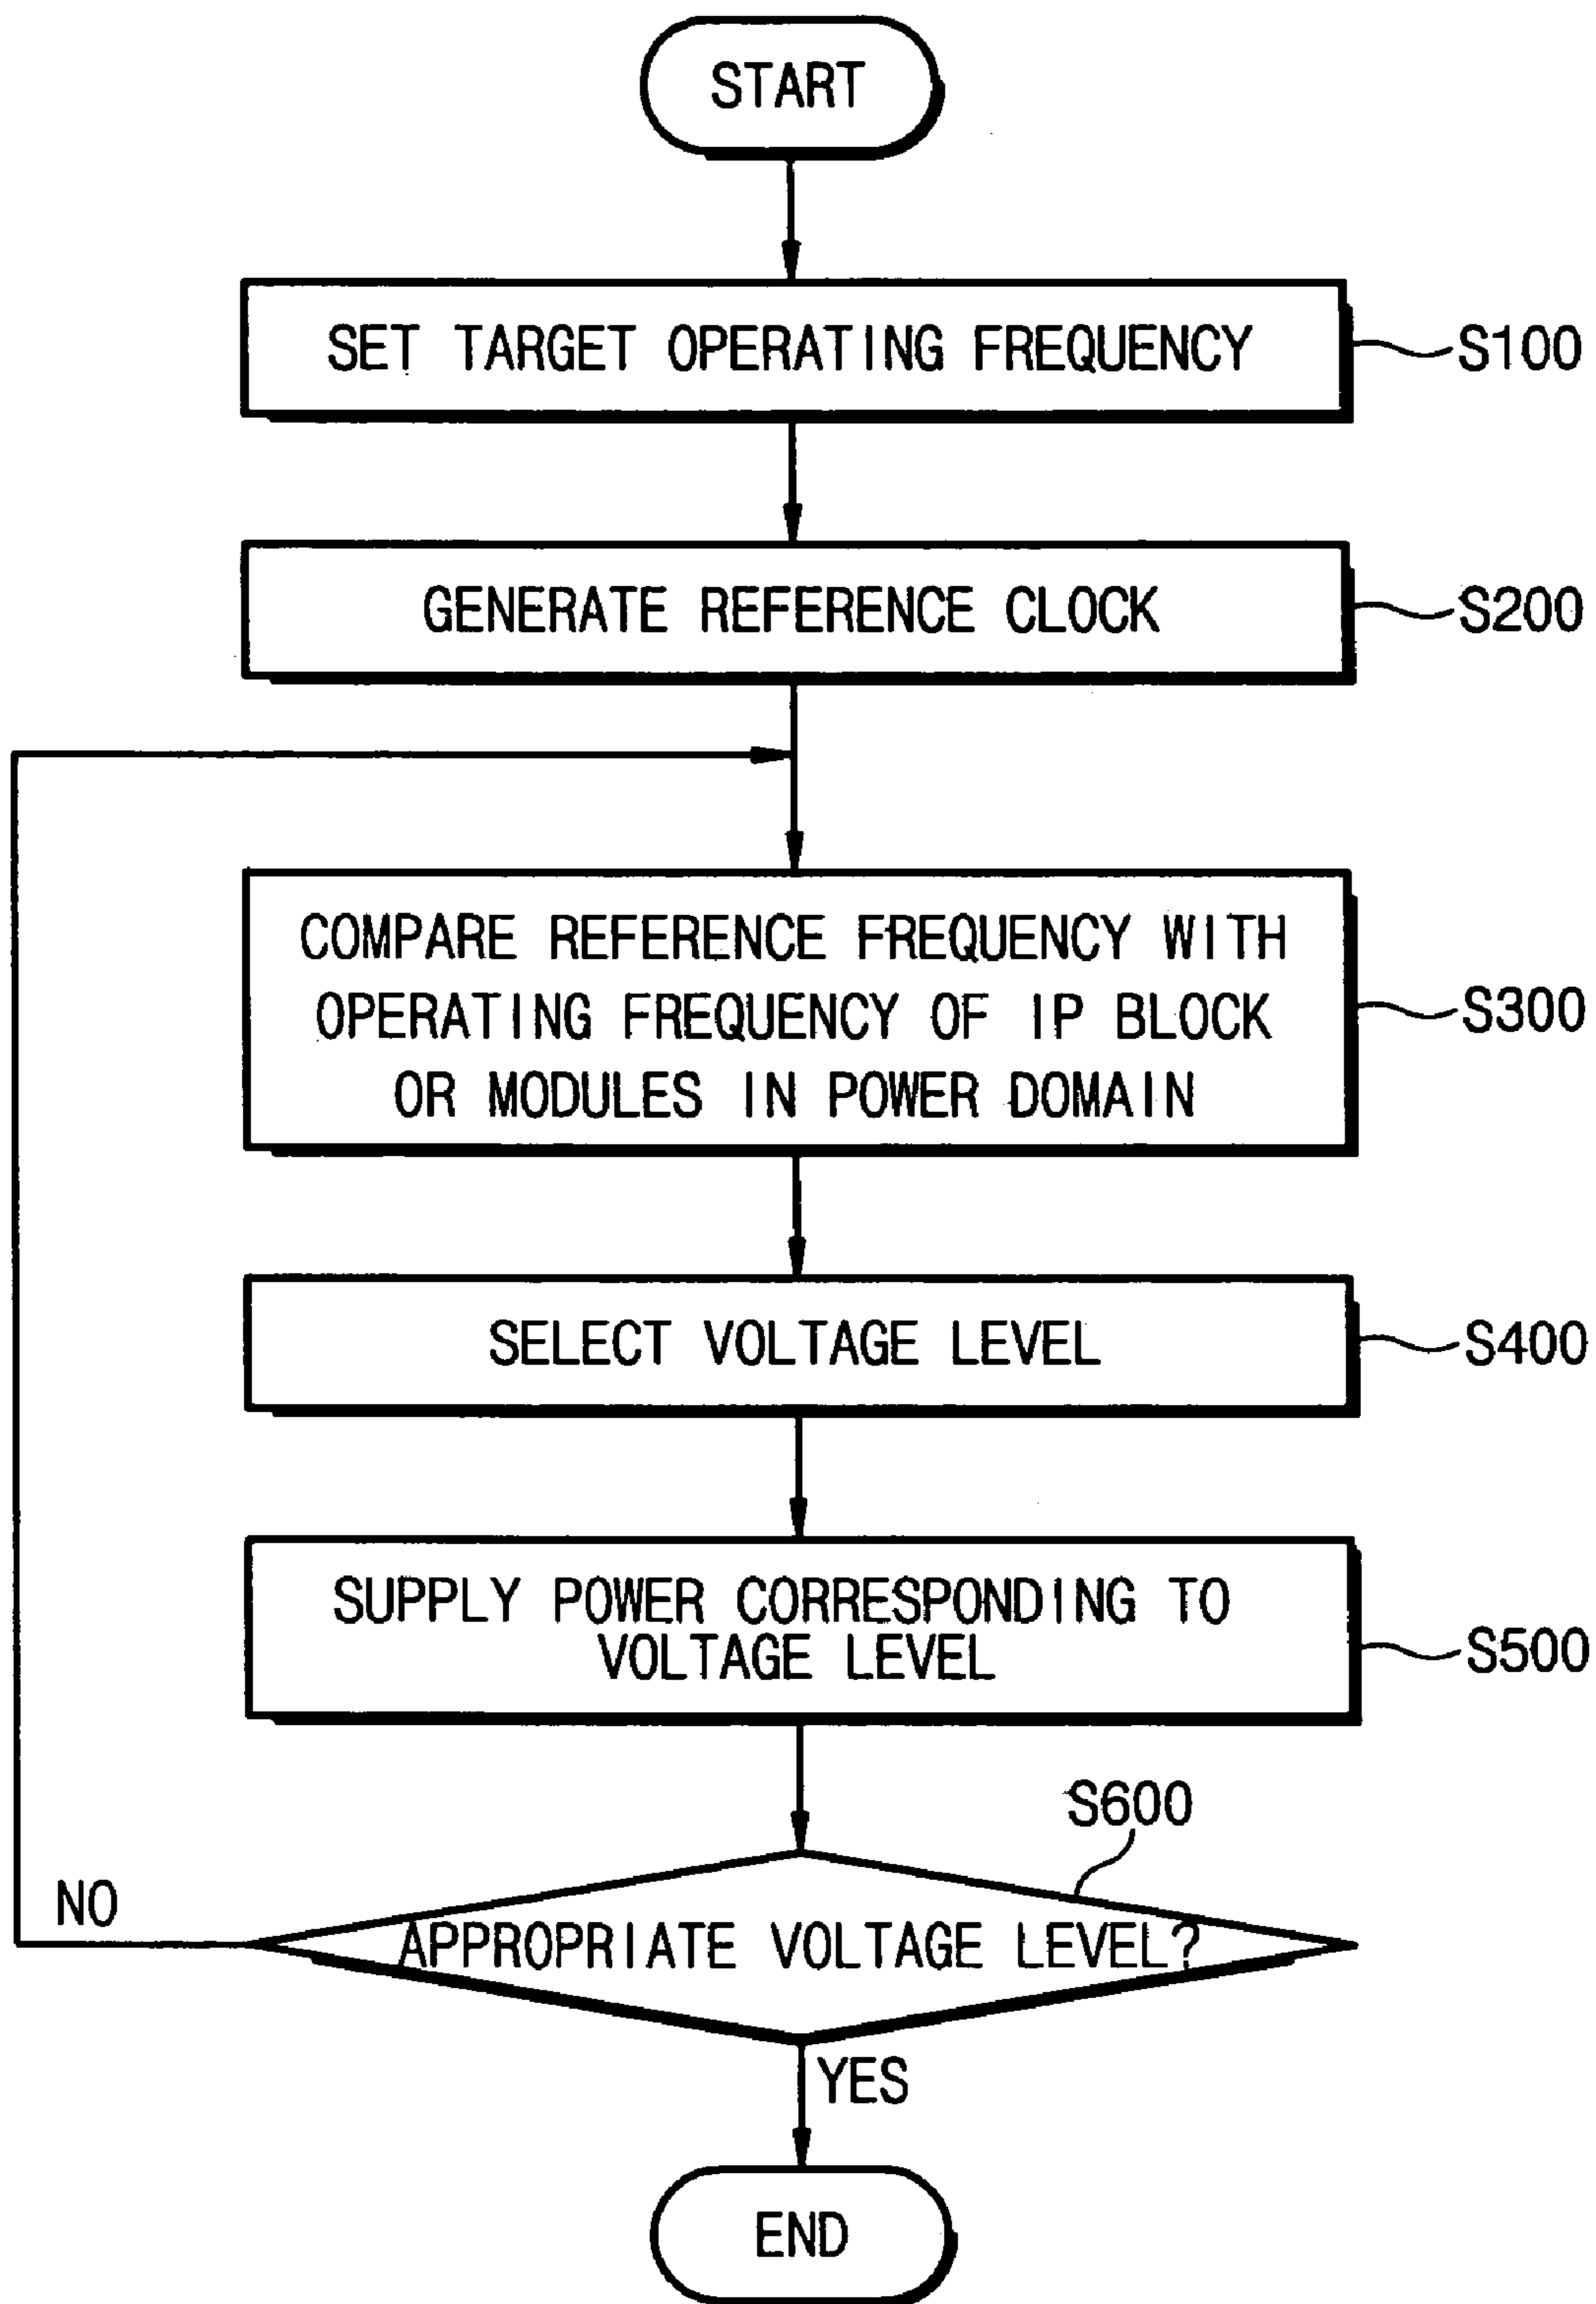 START
SET TARGET OPERATING FREQUENCY
S100
GENERATE REFERENCE CLOCK
S200
COMPARE REFERENCE FREQUENCY WITH
OPERATING FREQUENCY OF IP BLOCK
OR MODULES IN POWER DOMAIN
S300
SELECT VOLTAGE LEVEL
S400
SUPPLY POWER CORRESPONDING TO
VOLTAGE LEVEL
S500
S600
NO
APPROPRIATE VOLTAGE LEVEL?
YES
END